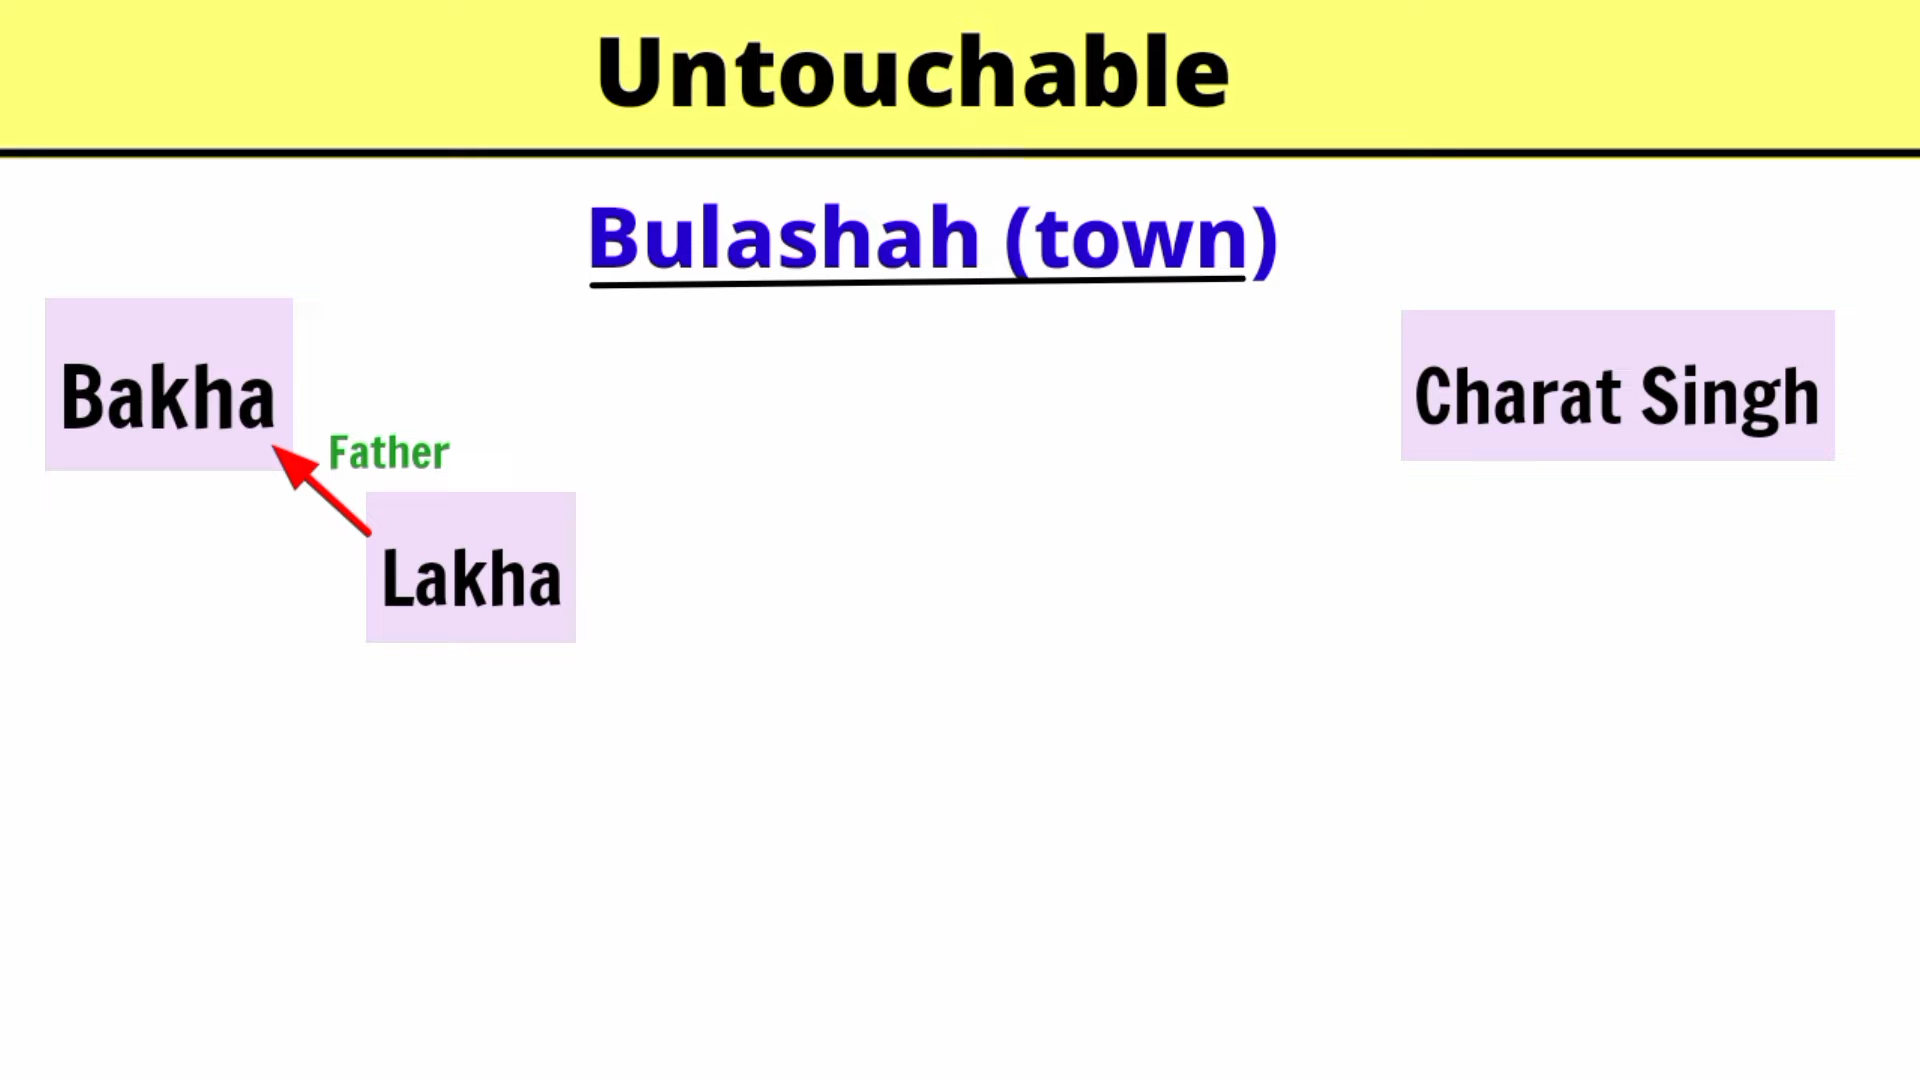 Untouchable
Bulashah (town)
Bakha
Charat Singh
Father
Lakha